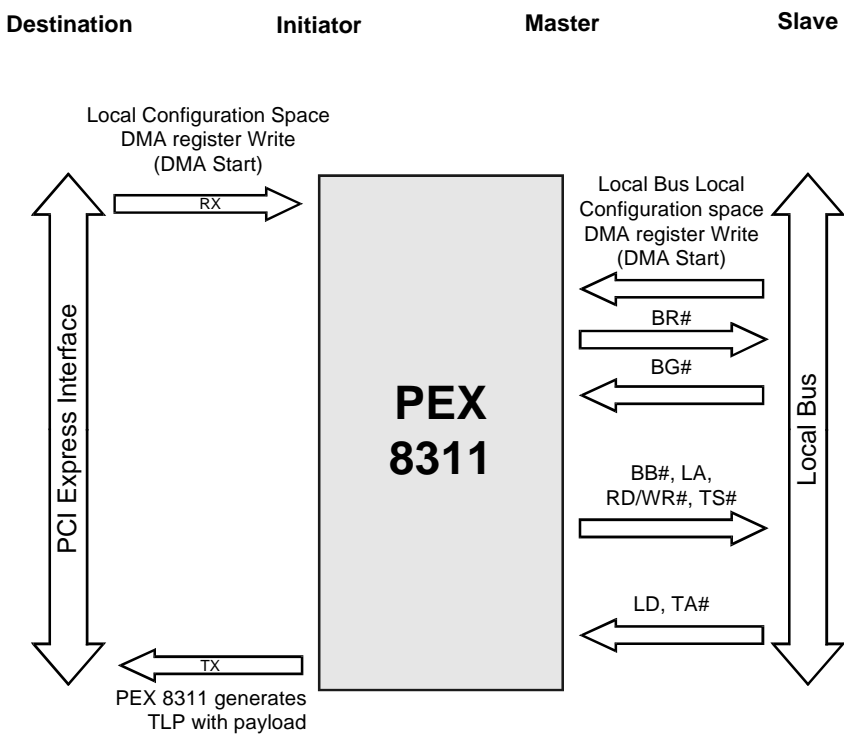 Destination
Initiator
Master
Slave
Local Configuration Space
DMA register Write
(DMA Start)
RX
Local Bus Local
Configuration space
DMA register Write
(DMA Start)
BR#
BG#
PCI Express Interface
PEX
8311
Local Bus
BB#, LA,
RD/WR#, TS#
LD, TA#
TX
PEX 8311 generates
TLP with payload